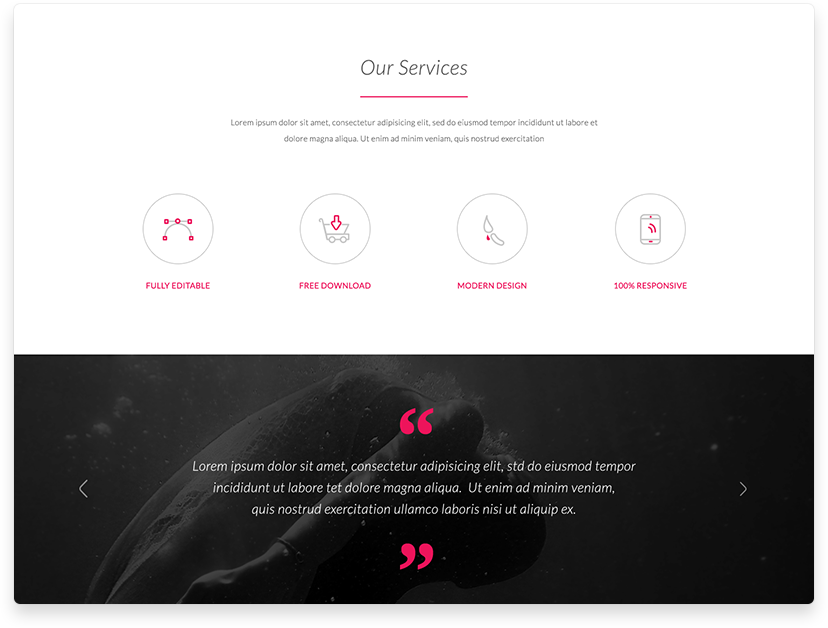 Our Services
Lorem ipsum dolor sit amet, consectetur adipisicing elit, sed do eiusmod tempor incididunt ut labore et
dolore magna aliqua. Ut enim ad minim veniam, quis nostrud exercitation
FULLY EDITABLE
FREE DOWNLOAD
MODERN DESIGN
100% RESPONSIVE
“
Lorem ipsum dolor sit amet, consectetur adipisicing elit, std do eiusmod tempor
incididunt ut labore tet dolore magna aliqua. Ut enim ad minim veniam,
quis nostrud exercitation ullamco laboris nisi ut aliquip ex.
”